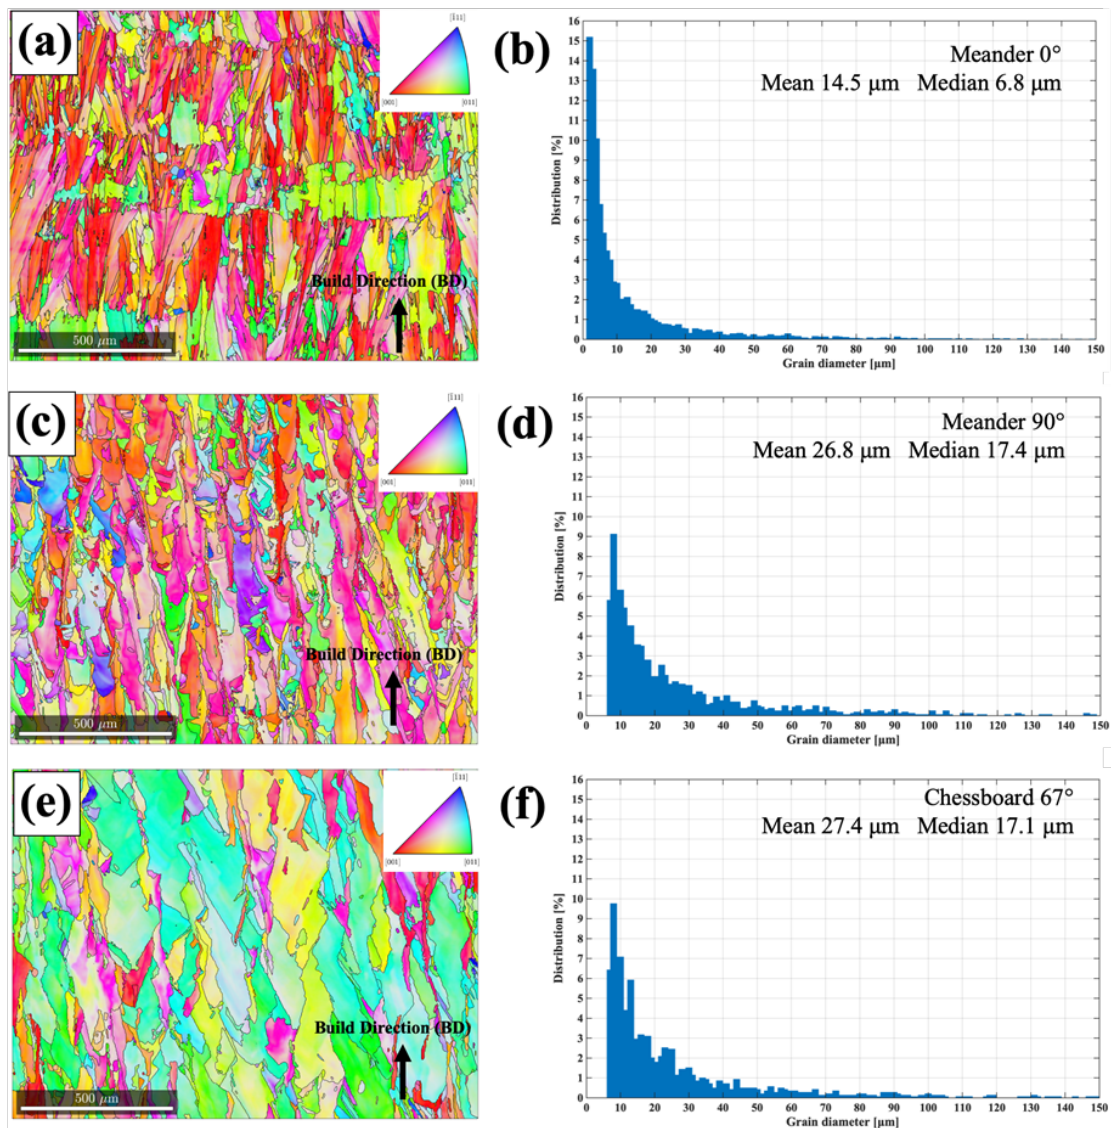 (a)
[1̄11]
[001]
[011]
Build Direction (BD)
500 μm
(b)
Meander 0°
Mean 14.5 μm Median 6.8 μm
Distribution [%]
16
15
14
13
12
11
10
9
8
7
6
5
4
3
2
1
0
0 10 20 30 40 50 60 70 80 90 100 110 120 130 140 150
Grain diameter [μm]
(c)
[1̄11]
[001]
[011]
Build Direction (BD)
500 μm
(d)
Meander 90°
Mean 26.8 μm Median 17.4 μm
Distribution [%]
16
15
14
13
12
11
10
9
8
7
6
5
4
3
2
1
0
0 10 20 30 40 50 60 70 80 90 100 110 120 130 140 150
Grain diameter [μm]
(e)
[1̄11]
[001]
[011]
Build Direction (BD)
500 μm
(f)
Chessboard 67°
Mean 27.4 μm Median 17.1 μm
Distribution [%]
16
15
14
13
12
11
10
9
8
7
6
5
4
3
2
1
0
0 10 20 30 40 50 60 70 80 90 100 110 120 130 140 150
Grain diameter [μm]